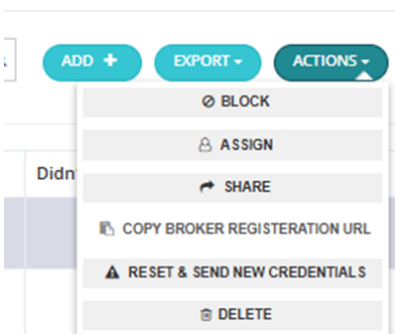 ADD +
EXPORT
ACTIONS
BLOCK
ASSIGN
SHARE
Didn
COPY BROKER REGISTERATION URL
RESET & SEND NEW CREDENTIALS
DELETE